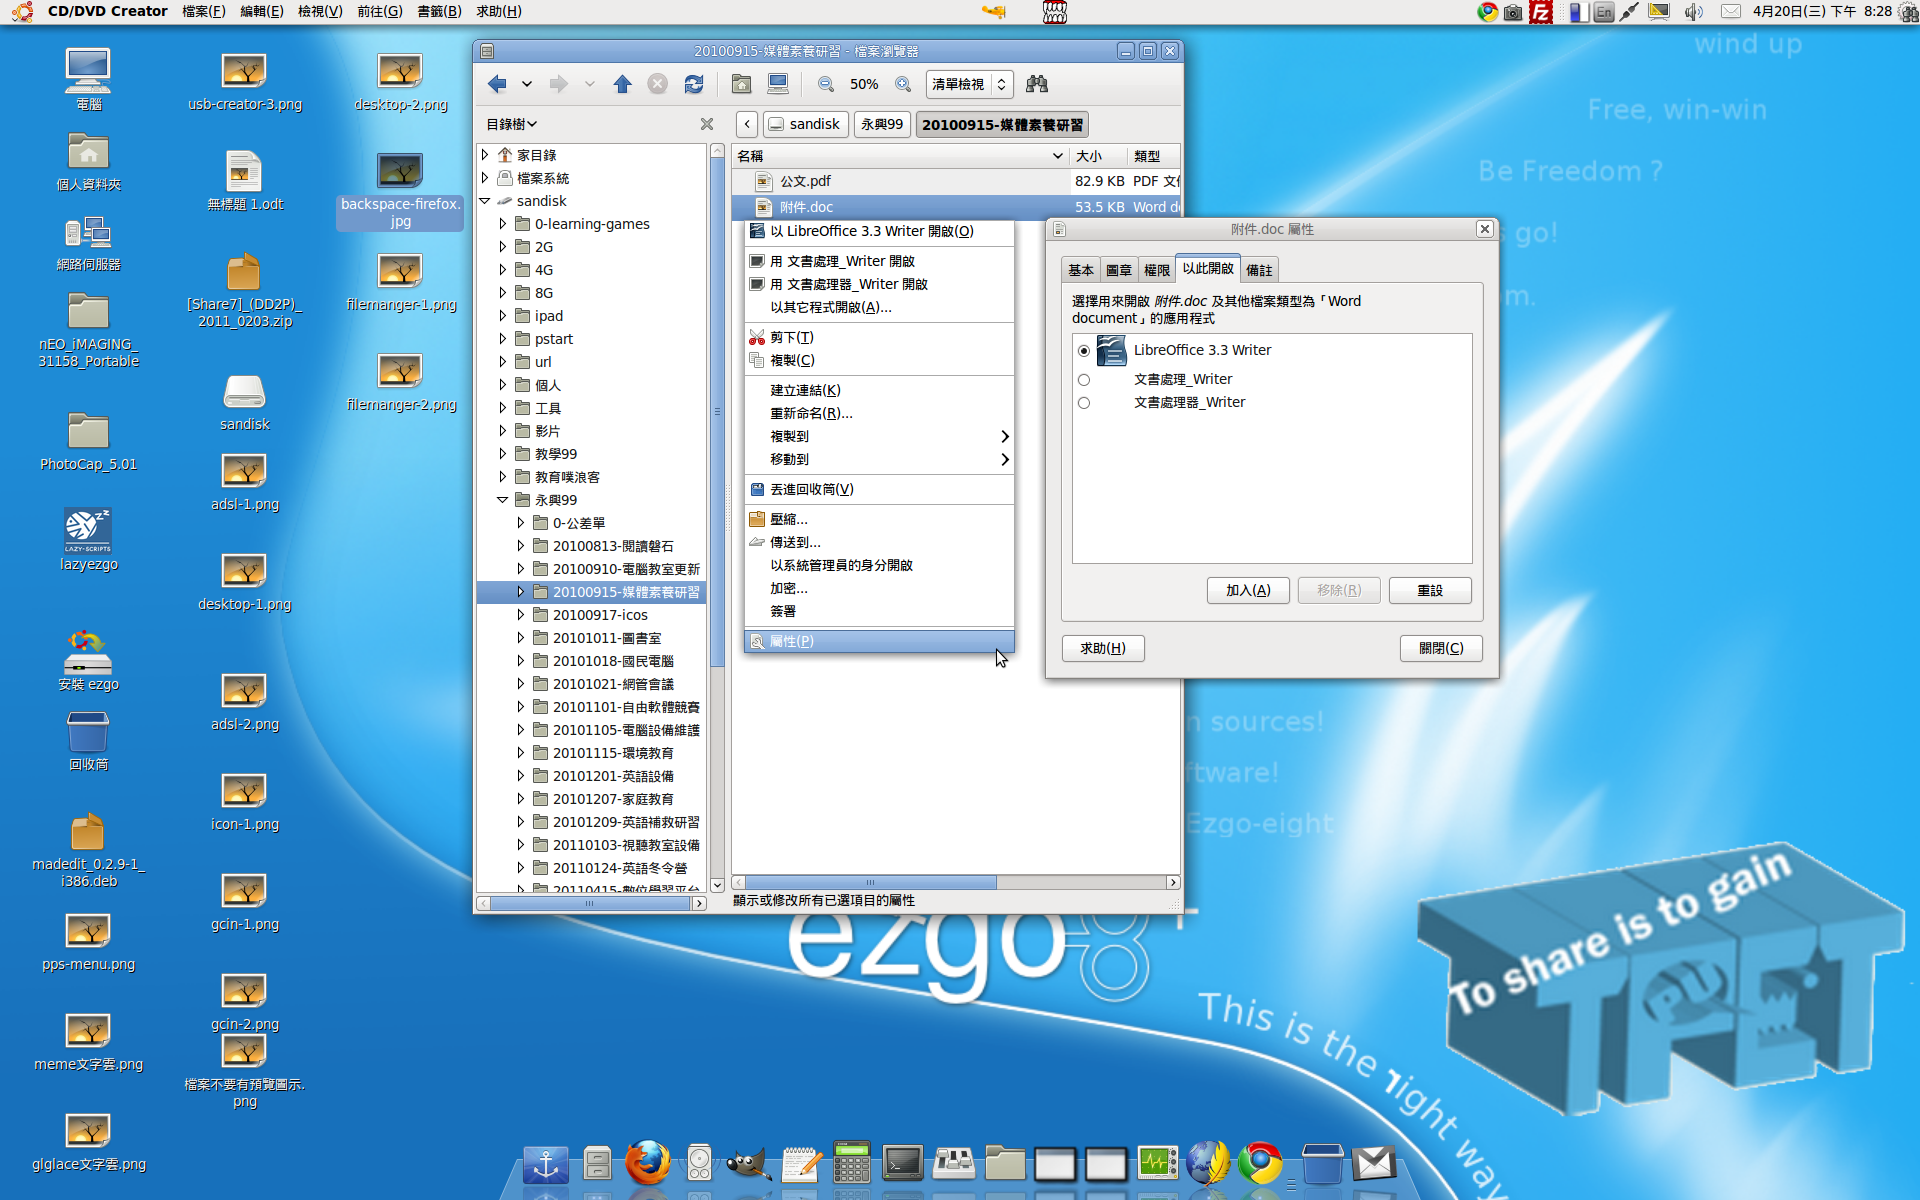 CD/DVD Creator 檔案(F) 編輯(E) 檢視(V) 前往(G) 書籤(B) 求助(H)
En 4月20日(三) 下午 8:28
電腦
個人資料夾
網路伺服器
nEO_iMAGING_
31158_Portable
PhotoCap_5.01
LAZY-SCRIPTS
lazyezgo
安裝 ezgo
回收筒
madedit_0.2.9-1_
i386.deb
pps-menu.png
meme文字雲.png
glglace文字雲.png
usb-creator-3.png
無標題 1.odt
[Share7]_(DD2P)_
2011_0203.zip
sandisk
adsl-1.png
desktop-1.png
adsl-2.png
icon-1.png
gcin-1.png
gcin-2.png
檔案不要有預覽圖示.
png
desktop-2.png
backspace-firefox.
jpg
filemanger-1.png
filemanger-2.png
20100915-媒體素養研習 - 檔案瀏覽器
50% 清單檢視
目錄樹
sandisk 永興99 20100915-媒體素養研習
家目錄
檔案系統
sandisk
0-learning-games
2G
4G
8G
ipad
pstart
url
個人
工具
影片
教學99
教育噗浪客
永興99
0-公差單
20100813-閱讀磐石
20100910-電腦教室更新
20100915-媒體素養研習
20100917-icos
20101011-圖書室
20101018-國民電腦
20101021-網管會議
20101101-自由軟體競賽
20101105-電腦設備維護
20101115-環境教育
20101201-英語設備
20101207-家庭教育
20101209-英語補救研習
20110103-視聽教室設備
20110124-英語冬令營
20110415-數位學習平台
名稱 大小 類型
公文.pdf 82.9 KB PDF 文
附件.doc 53.5 KB Word d
以 LibreOffice 3.3 Writer 開啟(O)
用 文書處理_Writer 開啟
用 文書處理器_Writer 開啟
以其它程式開啟(A)...
剪下(T)
複製(C)
建立連結(K)
重新命名(R)...
複製到
移動到
丟進回收筒(V)
壓縮...
傳送到...
以系統管理員的身分開啟
加密...
簽署
屬性(P)
顯示或修改所有已選項目的屬性
附件.doc 屬性
基本 圖章 權限 以此開啟 備註
選擇用來開啟 附件.doc 及其他檔案類型為「Word
document」的應用程式
LibreOffice 3.3 Writer
文書處理_Writer
文書處理器_Writer
加入(A) 移除(R) 重設
求助(H) 關閉(C)
wind up
Free, win-win
Be Freedom ?
s go!
om.
n sources!
ftware!
Ezgo-eight
ezgo8
This is the right way
To share is to gain